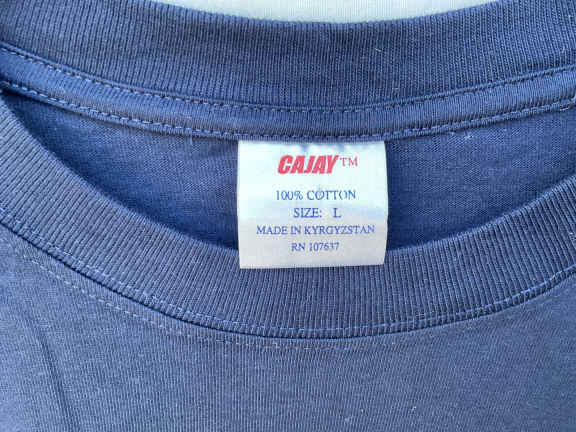 CAJAY™
100% COTTON
SIZE: L
MADE IN KYRGYZSTAN
RN 107637